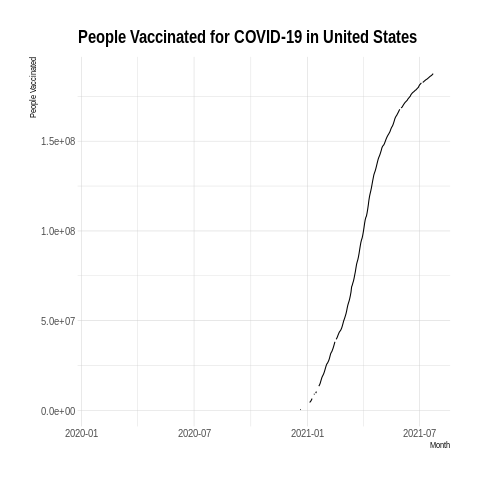 People Vaccinated for COVID-19 in United States
People Vaccinated
1.5e+08
1.0e+08
5.0e+07
0.0e+00
2020-01
2020-07
2021-01
2021-07
Month